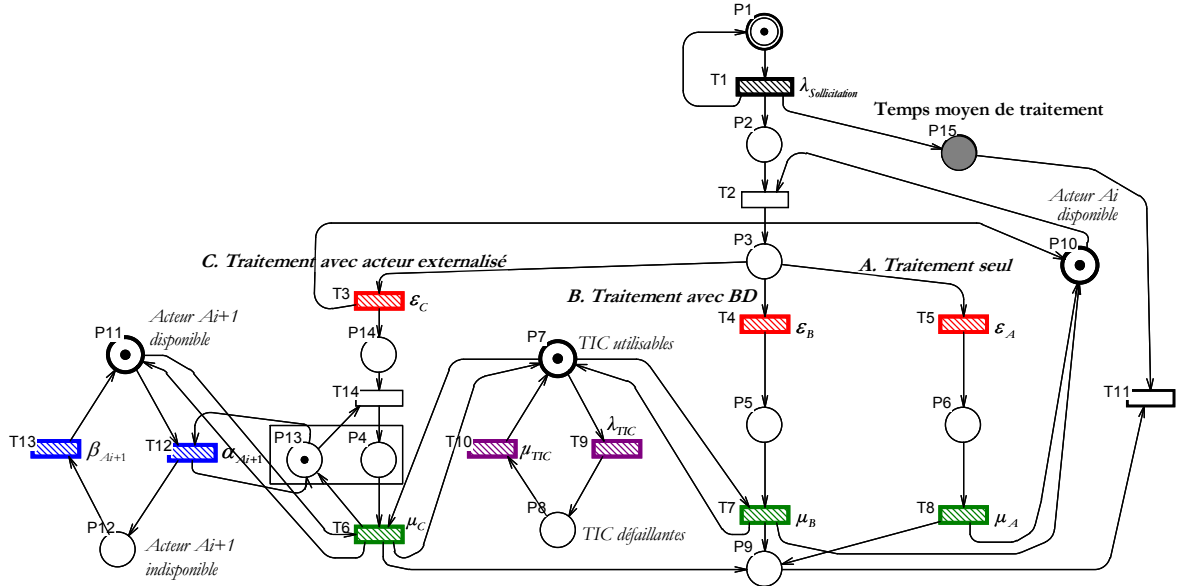 P1
T1
λSollicitation
Temps moyen de traitement
P2
P15
T2
Acteur Ai
disponible
P3
P10
C. Traitement avec acteur externalisé
A. Traitement seul
T3
εC
B. Traitement avec BD
T4
εB
T5
εA
Acteur Ai+1
disponible
P11
P14
P7
TIC utilisables
T14
T11
P5
P6
T13
βAi+1
T12
αAi+1
P13
P4
T10
μTIC
T9
λTIC
P12
T6
μC
P8
T7
μB
T8
μA
Acteur Ai+1
indisponible
TIC défaillantes
P9